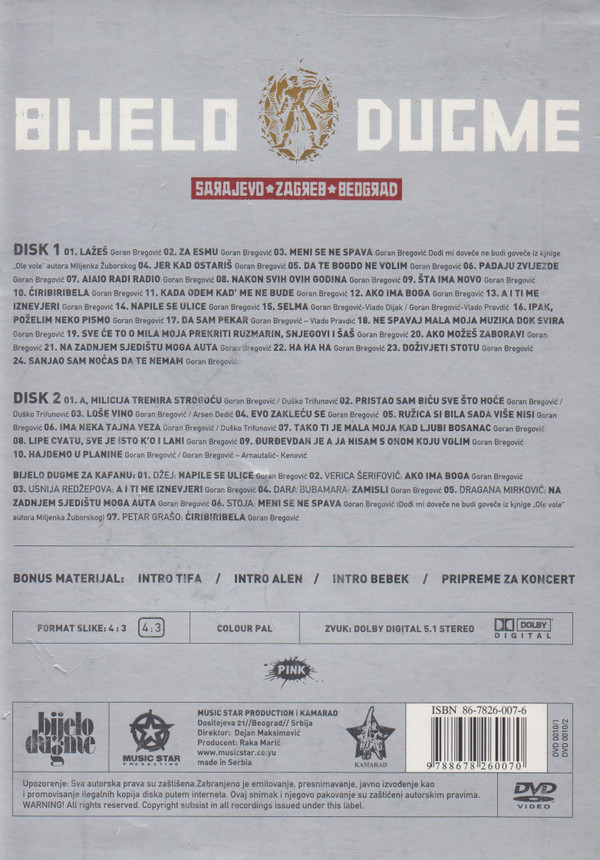 BIJELO DUGME
SARAJEVO★ZAGREB★BEOGRAD
DISK 1 01. LAŽEŠ Goran Bregović 02. ZA ESMU Goran Bregović 03. MENI SE NE SPAVA Goran Bregović Dođi mi doveče ne budi goveče iz kjnige
„Ole vole" autora Miljenka Žuborskog) 04. JER KAD OSTARIŠ Goran Bregović 05. DA TE BOGDO NE VOLIM Goran Bregović 06. PADAJU ZVIJEZDE
Goran Bregović 07. AIAIO RADI RADIO Goran Bregović 08. NAKON SVIH OVIH GODINA Goran Bregović 09. ŠTA IMA NOVO Goran Bregović
10. ĆIRIBIRIBELA Goran Bregović 11. KADA ODEM KAD' ME NE BUDE Goran Bregović 12. AKO IMA BOGA Goran Bregović 13. A I TI ME
IZNEVJERI Goran Bregović 14. NAPILE SE ULICE Goran Bregović 15. SELMA Goran Bregović-Vlado Dijak / Goran Bregović-Vlado Pravdić 16. IPAK,
POŽELIM NEKO PISMO Goran Bregović 17. DA SAM PEKAR Goran Bregović – Vlado Pravdić 18. NE SPAVAJ MALA MOJA MUZIKA DOK SVIRA
Goran Bregović 19. SVE ĆE TO O MILA MOJA PREKRITI RUZMARIN, SNJEGOVI I ŠAŠ Goran Bregović 20. AKO MOŽEŠ ZABORAVI Goran
Bregović 21. NA ZADNJEM SJEDIŠTU MOGA AUTA Goran Bregović 22. HA HA HA Goran Bregović 23. DOŽIVJETI STOTU Goran Bregović
24. SANJAO SAM NOĆAS DA TE NEMAM Goran Bregović
DISK 2 01. A, MILICIJA TRENIRA STROGOĆU Goran Bregović / Duško Trifunović 02. PRISTAO SAM BIĆU SVE ŠTO HOĆE Goran Bregović /
Duško Trifunović 03. LOŠE VINO Goran Bregović / Arsen Dedić 04. EVO ZAKLEĆU SE Goran Bregović 05. RUŽICA SI BILA SADA VIŠE NISI Goran
Bregović 06. IMA NEKA TAJNA VEZA Goran Bregović / Duško Trifunović 07. TAKO TI JE MALA MOJA KAD LJUBI BOSANAC Goran Bregović
08. LIPE CVATU, SVE JE ISTO K'O I LANI Goran Bregović 09. ĐURĐEVDAN JE A JA NISAM S ONOM KOJU VOLIM Goran Bregović
10. HAJDEMO U PLANINE Goran Bregović / Goran Bregović – Arnautalić- Kenović
BIJELO DUGME ZA KAFANU: 01. DŽEJ: NAPILE SE ULICE Goran Bregović 02. VERICA ŠERIFOVIĆ: AKO IMA BOGA Goran Bregović
03. USNIJA REDŽEPOVA: A I TI ME IZNEVJERI Goran Bregović 04. DARA BUBAMARA: ZAMISLI Goran Bregović 05. DRAGANA MIRKOVIĆ: NA
ZADNJEM SJEDIŠTU MOGA AUTA Goran Bregović 06. STOJA: MENI SE NE SPAVA Goran Bregović (Dođi mi doveče ne budi goveče iz kjnige „Ole vole"
autora Miljenka Žuborskog) 07. PETAR GRAŠO: ĆIRIBIRIBELA Goran Bregović
BONUS MATERIJAL: INTRO TIFA / INTRO ALEN / INTRO BEBEK / PRIPREME ZA KONCERT
FORMAT SLIKE: 4 : 3 4:3 COLOUR PAL ZVUK: DOLBY DIGITAL 5.1 STEREO DOLBY
DIGITAL
PINK
bijelo
dugme
MUSIC STAR
PRODUCTION
MUSIC STAR PRODUCTION i KAMARAD
Dositejeva 21//Beograd// Srbija
Direktor: Dejan Maksimović
Producent: Raka Marić
www.musicstar.co.yu
made in Serbia
KAMARAD
ISBN 86-7826-007-6
9 788678 260070
DVD 0010/1
DVD 0010/2
Upozorenje: Sva autorska prava su zaštišena.Zabranjeno je emitovanje, presnimavanje, javno izvođenje kao
i promovisanje ilegalnih kopija diska putem interneta. Ovaj snimak i njegovo pakovanje su zaštićeni autorskim pravima.
WARNING! All rights reserved. Copyright subsist in all recordings issued under this label.
DVD
VIDEO